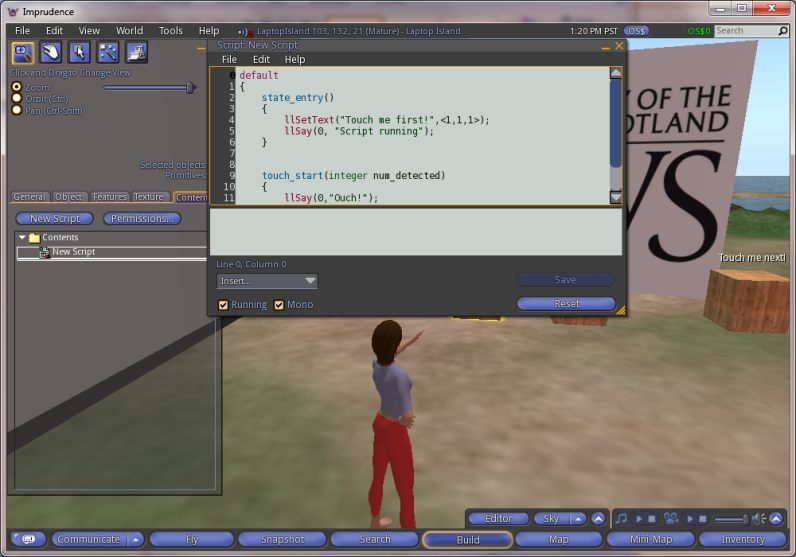 Imprudence
File Edit View World Tools Help LaptopIsland 103, 132, 21 (Mature) - Laptop Island 1:20 PM PST OS$ OS$0 Search
Script: New Script
File Edit Help
0 default
1 {
2 state_entry()
3 {
4 llSetText("Touch me first!",<1,1,1>);
5 llSay(0, "Script running");
6 }
7
8
9 touch_start(integer num_detected)
10 {
11 llSay(0,"Ouch!");
Line 0, Column 0
Insert...
Save
Running Mono
Reset
Click and Drag to Change View
Zoom
Orbit (Ctrl)
Pan (Ctrl-Shift)
Selected objects:
Primitives:
General Object Features Texture Content
New Script Permissions...
Contents
New Script
OF THE
Touch me next!
Editor Sky
Communicate Fly Snapshot Search Build Map Mini-Map Inventory